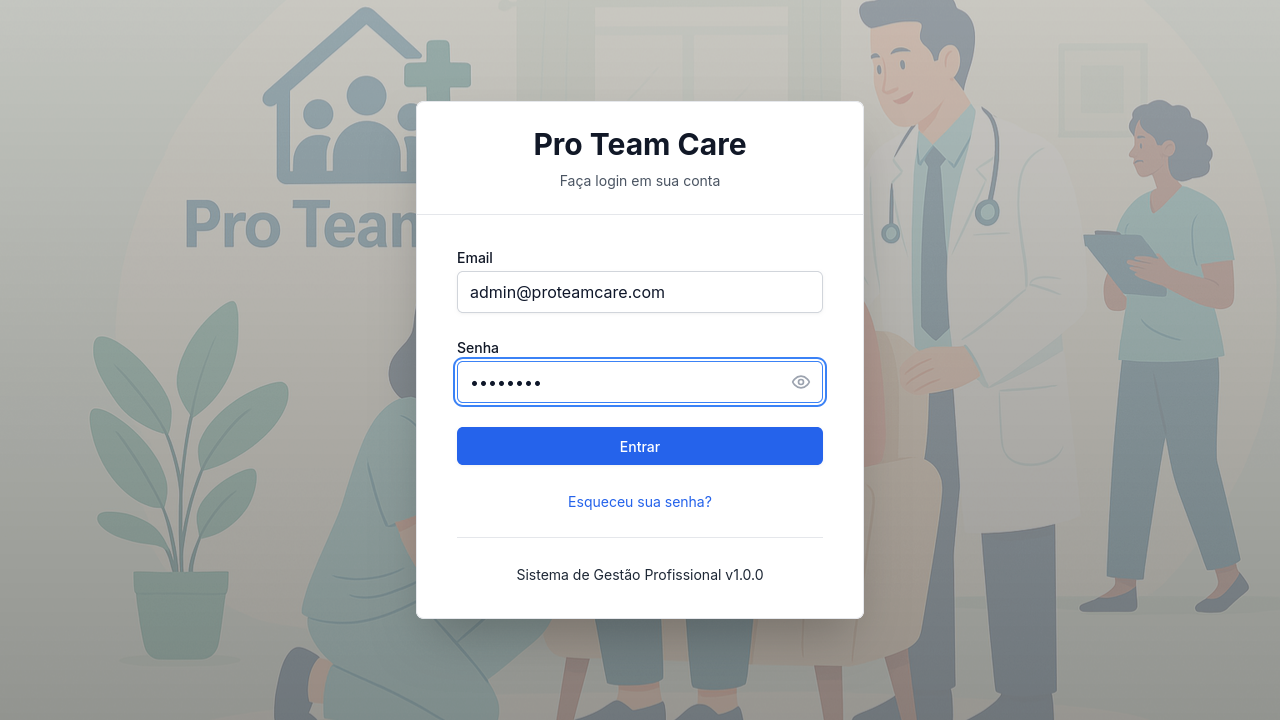 Pro Team
Pro Team Care
Faça login em sua conta
Email
admin@proteamcare.com
Senha
••••••••
Entrar
Esqueceu sua senha?
Sistema de Gestão Profissional v1.0.0